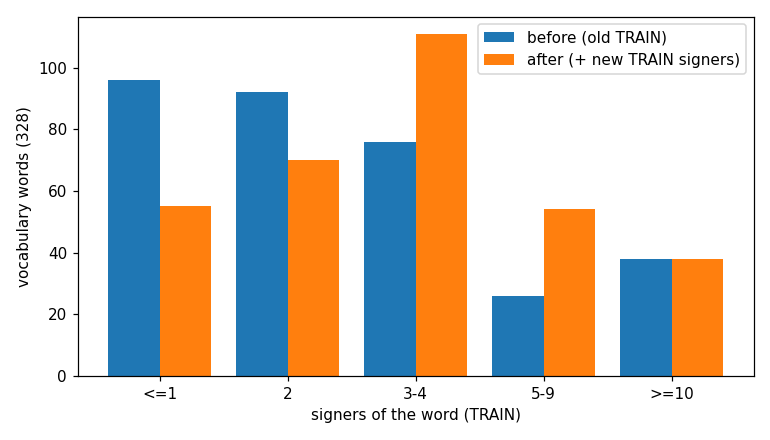 before (old TRAIN)
after (+ new TRAIN signers)
vocabulary words (328)
100
80
60
40
20
0
<=1 2 3-4 5-9 >=10
signers of the word (TRAIN)